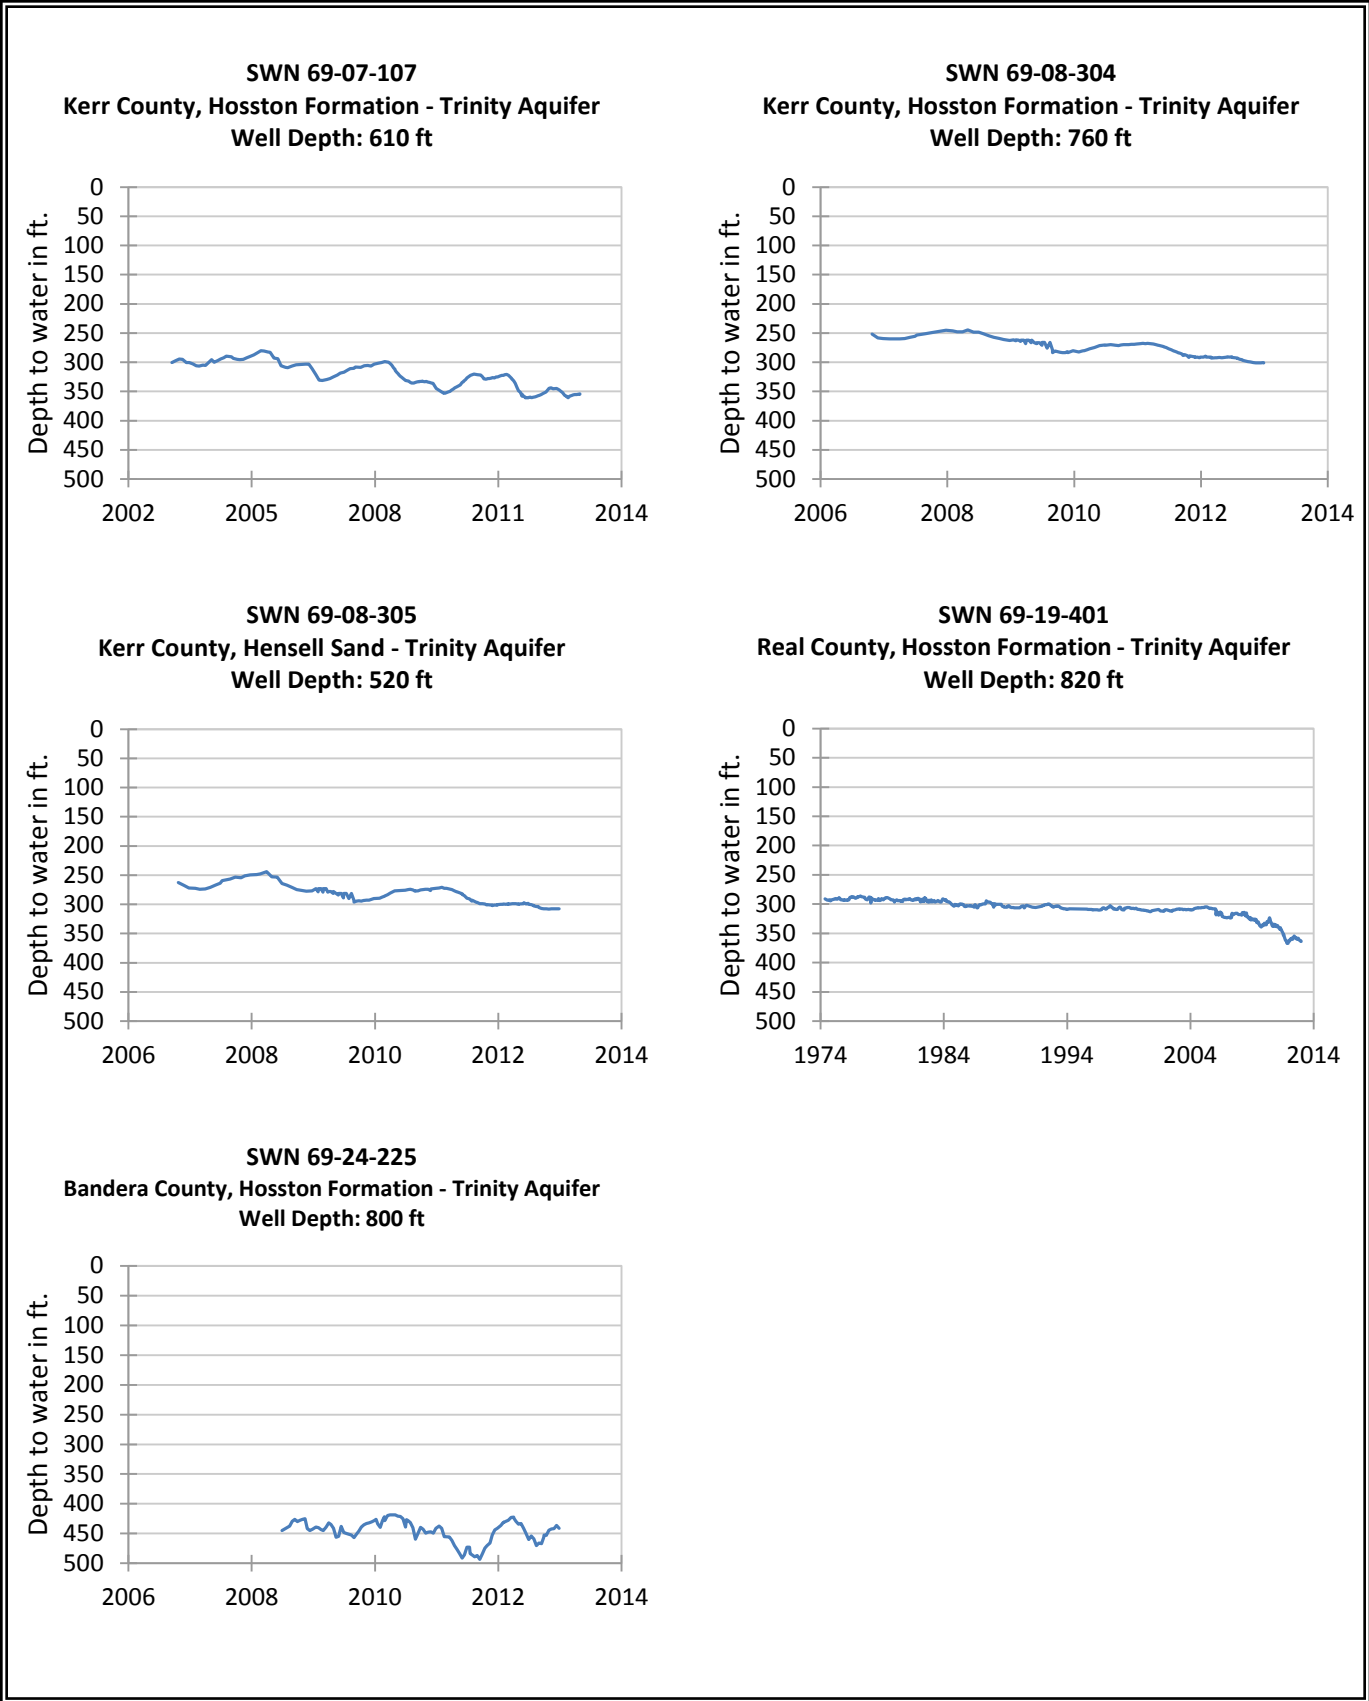 SWN 69-07-107
Kerr County, Hosston Formation - Trinity Aquifer
Well Depth: 610 ft
Depth to water in ft.
0
50
100
150
200
250
300
350
400
450
500
2002 2005 2008 2011 2014
SWN 69-08-304
Kerr County, Hosston Formation - Trinity Aquifer
Well Depth: 760 ft
Depth to water in ft.
0
50
100
150
200
250
300
350
400
450
500
2006 2008 2010 2012 2014
SWN 69-08-305
Kerr County, Hensell Sand - Trinity Aquifer
Well Depth: 520 ft
Depth to water in ft.
0
50
100
150
200
250
300
350
400
450
500
2006 2008 2010 2012 2014
SWN 69-19-401
Real County, Hosston Formation - Trinity Aquifer
Well Depth: 820 ft
Depth to water in ft.
0
50
100
150
200
250
300
350
400
450
500
1974 1984 1994 2004 2014
SWN 69-24-225
Bandera County, Hosston Formation - Trinity Aquifer
Well Depth: 800 ft
Depth to water in ft.
0
50
100
150
200
250
300
350
400
450
500
2006 2008 2010 2012 2014